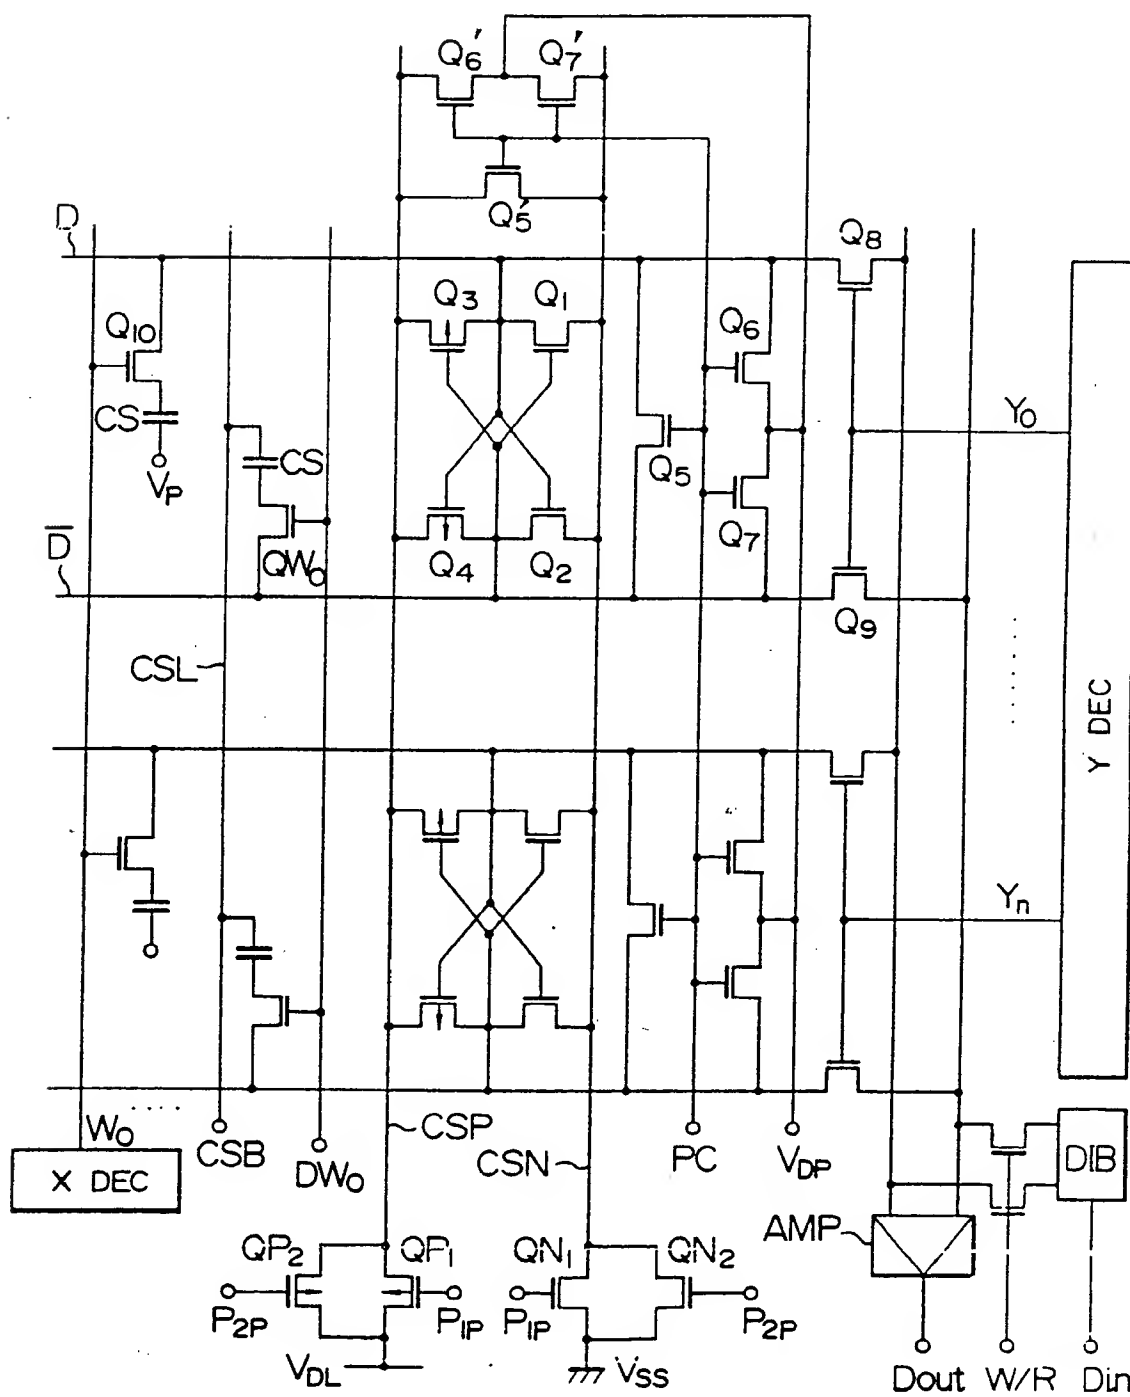 Q6' Q7'
Q5'
D
Q8
Q3 Q1
Q10
Q6
CS
Y0
CS
VP
Q5
D̅
QW0
Q4 Q2
Q7
Q9
CSL
Y DEC
Yn
W0 .....
CSB
DW0
CSP
CSN
PC
VDP
DIB
X DEC
AMP
QP2 QP1 QN1 QN2
P2P P1P P1P P2P
VDL
VSS
Dout W/R Din